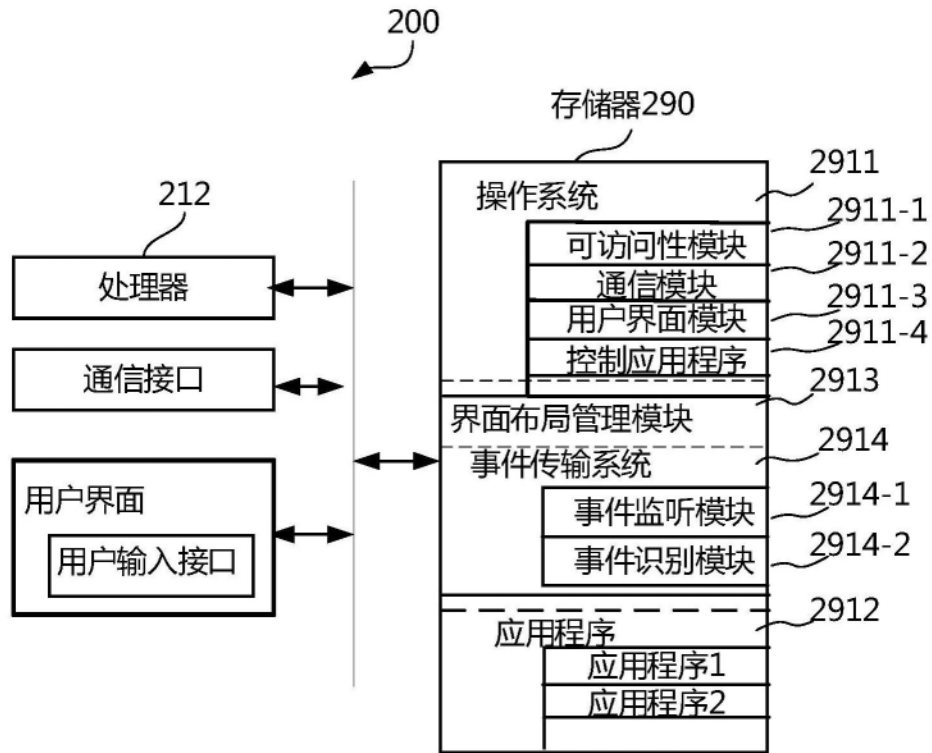 200
存储器290
212
处理器
通信接口
用户界面
用户输入接口
操作系统
2911
可访问性模块
2911-1
通信模块
2911-2
用户界面模块
2911-3
控制应用程序
2911-4
界面布局管理模块
2913
事件传输系统
2914
事件监听模块
2914-1
事件识别模块
2914-2
应用程序
2912
应用程序1
应用程序2